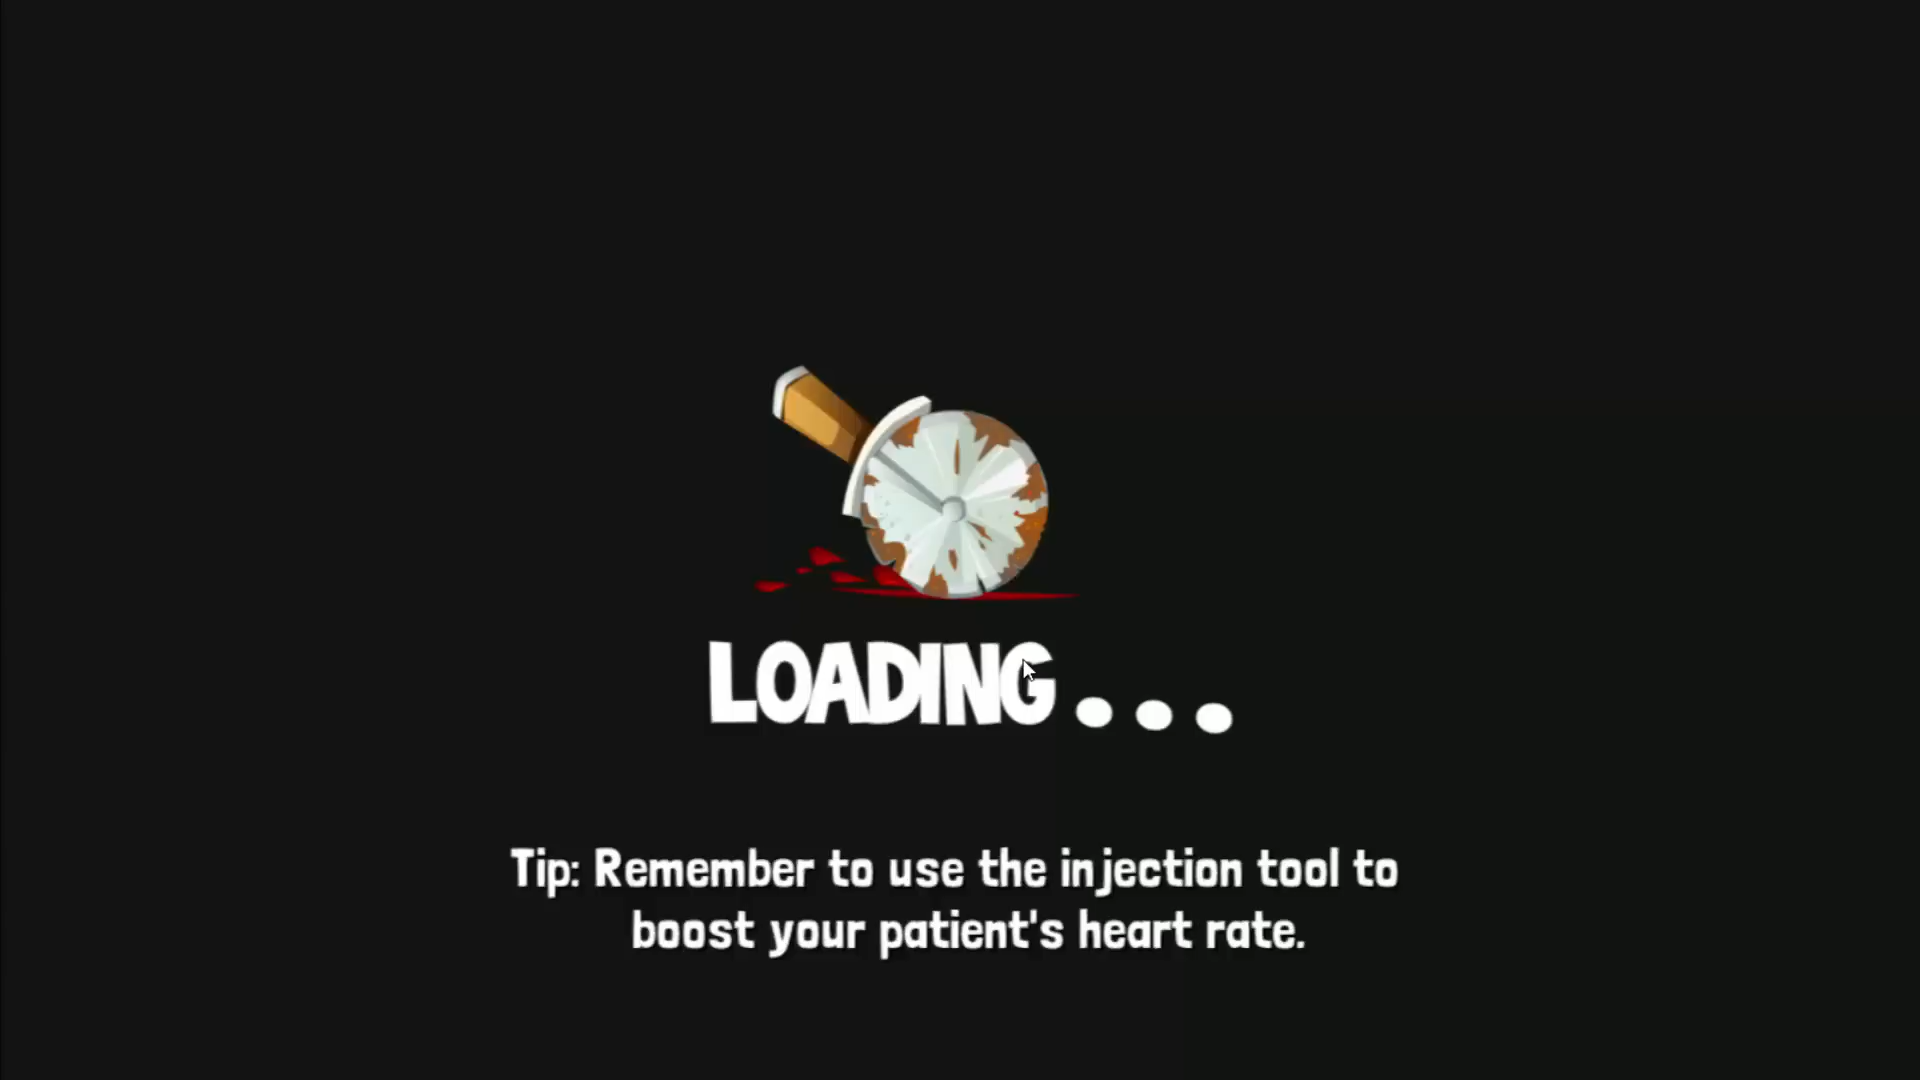 LOADING...
Tip: Remember to use the injection tool to
boost your patient's heart rate.